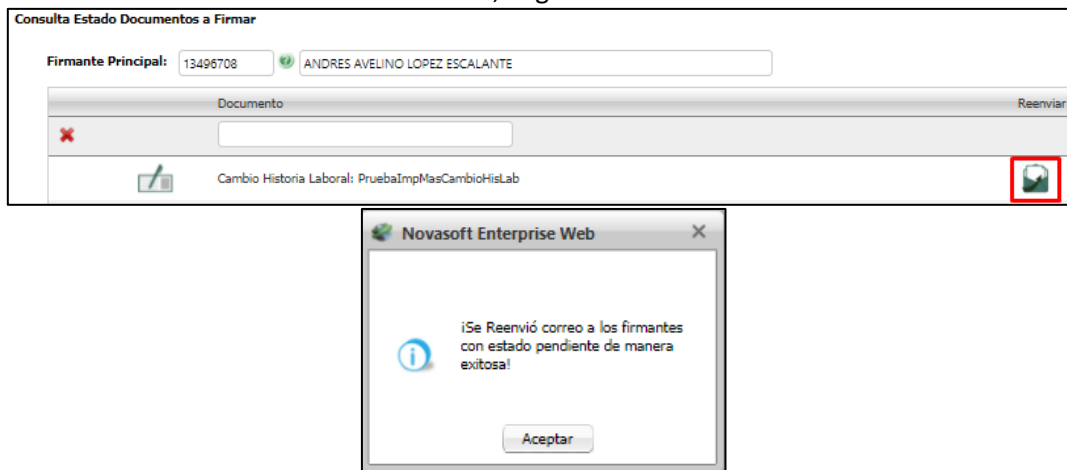 Consulta Estado Documentos a Firmar
Firmante Principal: 13496708 ANDRES AVELINO LOPEZ ESCALANTE
Documento Reenviar
Cambio Historia Laboral: PruebaImpMasCambioHisLab
Novasoft Enterprise Web
¡Se Reenvió correo a los firmantes
con estado pendiente de manera
exitosa!
Aceptar